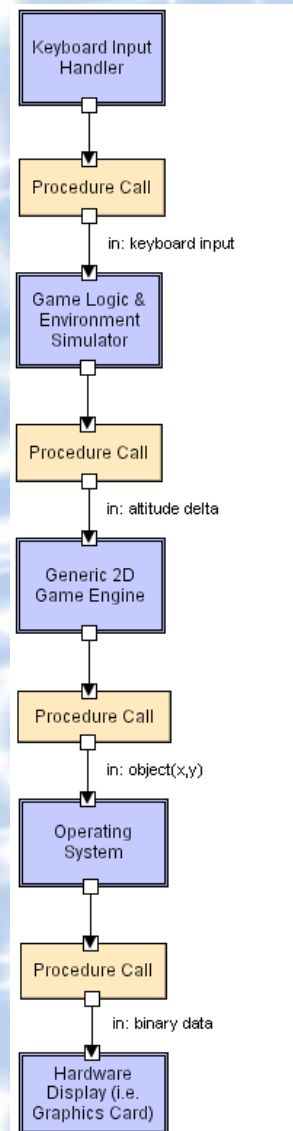 Keyboard Input
Handler
Procedure Call
in: keyboard input
Game Logic &
Environment
Simulator
Procedure Call
in: altitude delta
Generic 2D
Game Engine
Procedure Call
in: object(x,y)
Operating
System
Procedure Call
in: binary data
Hardware
Display (i.e.
Graphics Card)